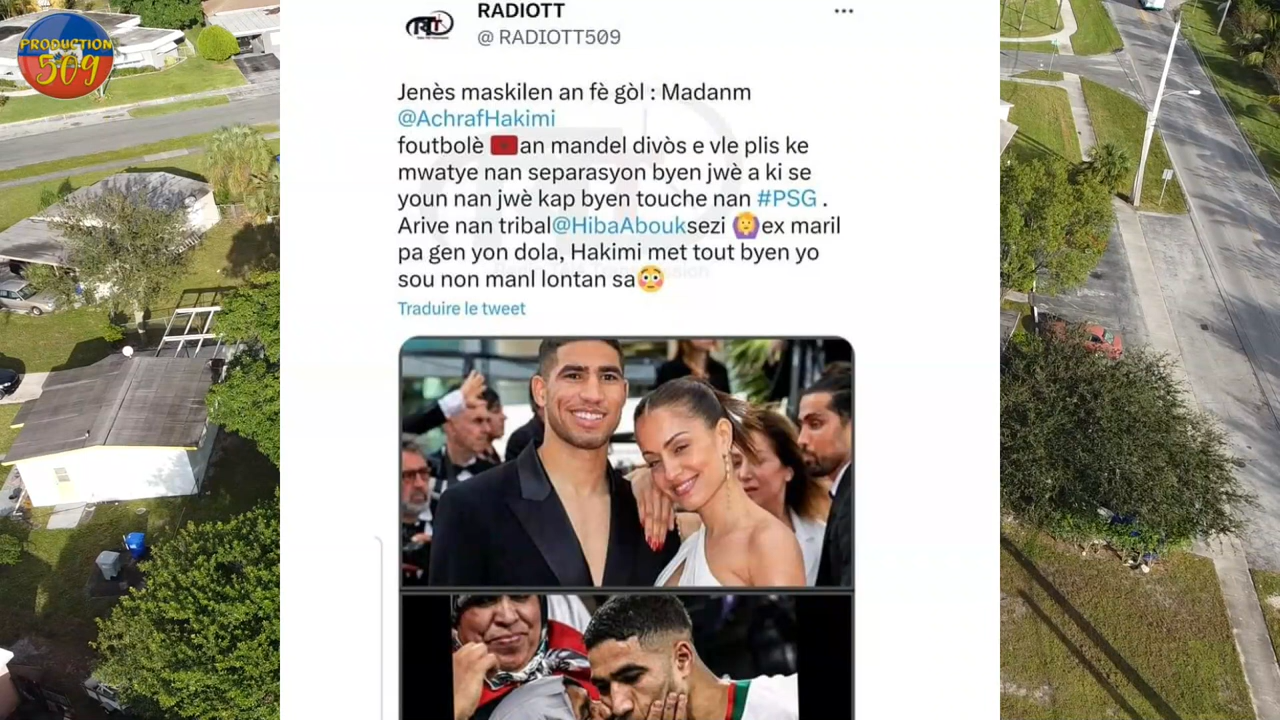 PRODUCTION
509
RADIOTT
@ RADIOTT509
Jenès maskilen an fè gòl : Madanm
@AchrafHakimi
foutbolè 🇲🇦an mandel divòs e vle plis ke
mwatye nan separasyon byen jwè a ki se
youn nan jwè kap byen touche nan #PSG .
Arive nan tribal@HibaAbouksezi 🙆ex maril
pa gen yon dola, Hakimi met tout byen yo
sou non manl lontan sa😳
Traduire le tweet